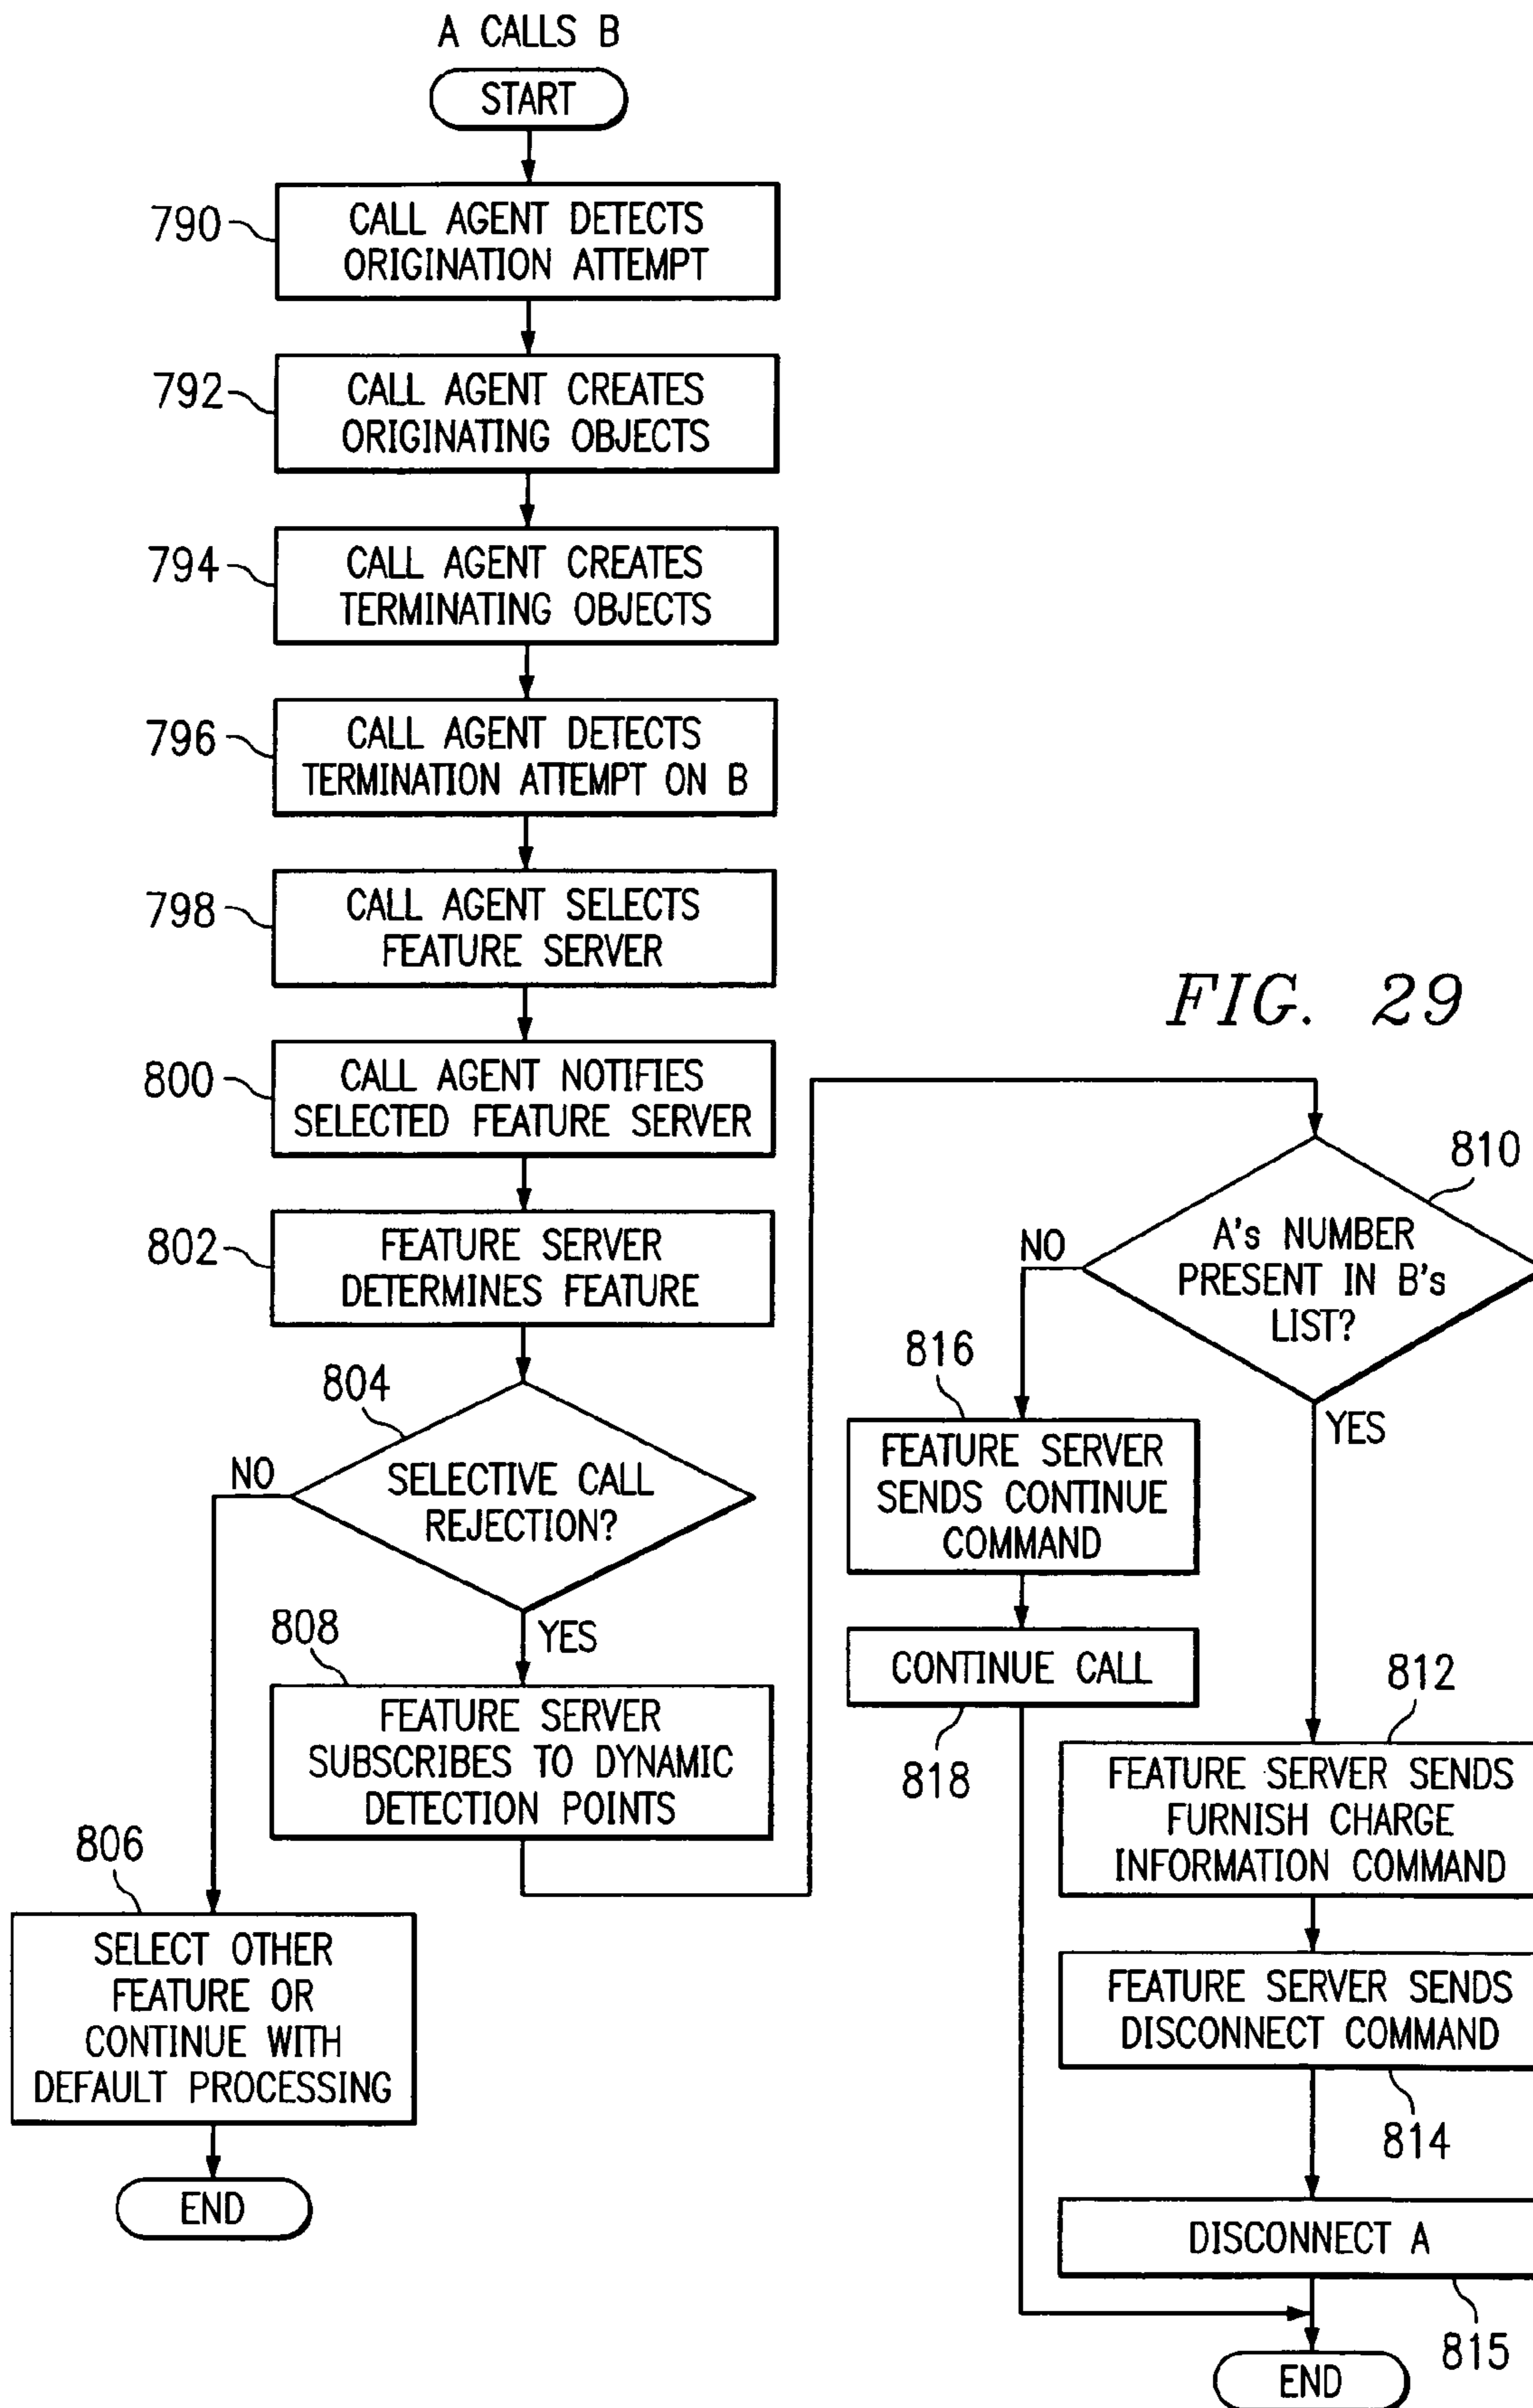 A CALLS B
START
790
CALL AGENT DETECTS
ORIGINATION ATTEMPT
792
CALL AGENT CREATES
ORIGINATING OBJECTS
794
CALL AGENT CREATES
TERMINATING OBJECTS
796
CALL AGENT DETECTS
TERMINATION ATTEMPT ON B
798
CALL AGENT SELECTS
FEATURE SERVER
800
CALL AGENT NOTIFIES
SELECTED FEATURE SERVER
802
FEATURE SERVER
DETERMINES FEATURE
804
NO
SELECTIVE CALL
REJECTION?
YES
808
FEATURE SERVER
SUBSCRIBES TO DYNAMIC
DETECTION POINTS
806
SELECT OTHER
FEATURE OR
CONTINUE WITH
DEFAULT PROCESSING
END
FIG. 29
810
NO
A's NUMBER
PRESENT IN B's
LIST?
YES
816
FEATURE SERVER
SENDS CONTINUE
COMMAND
CONTINUE CALL
818
812
FEATURE SERVER SENDS
FURNISH CHARGE
INFORMATION COMMAND
FEATURE SERVER SENDS
DISCONNECT COMMAND
814
DISCONNECT A
815
END